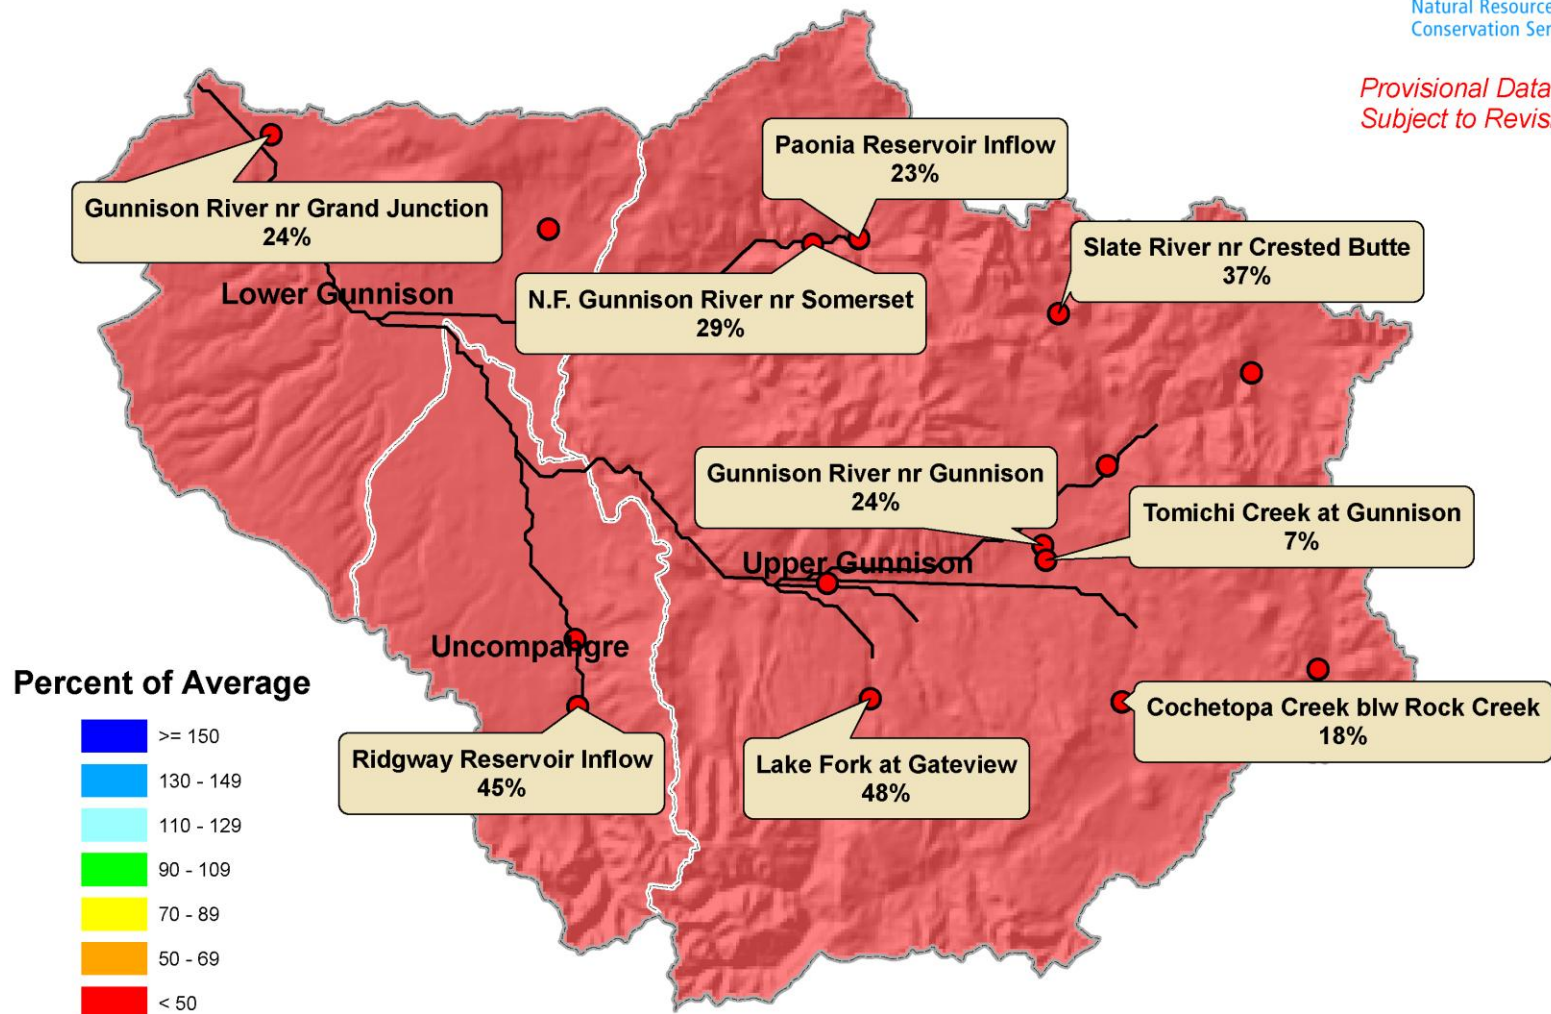 Natural Resource
Conservation Ser
Provisional Data
Subject to Revis
Paonia Reservoir Inflow
23%
Gunnison River nr Grand Junction
24%
Slate River nr Crested Butte
37%
Lower Gunnison
N.F. Gunnison River nr Somerset
29%
Gunnison River nr Gunnison
24%
Tomichi Creek at Gunnison
7%
Upper Gunnison
Uncompahgre
Percent of Average
>= 150
130 - 149
110 - 129
90 - 109
70 - 89
50 - 69
< 50
Ridgway Reservoir Inflow
45%
Lake Fork at Gateview
48%
Cochetopa Creek blw Rock Creek
18%